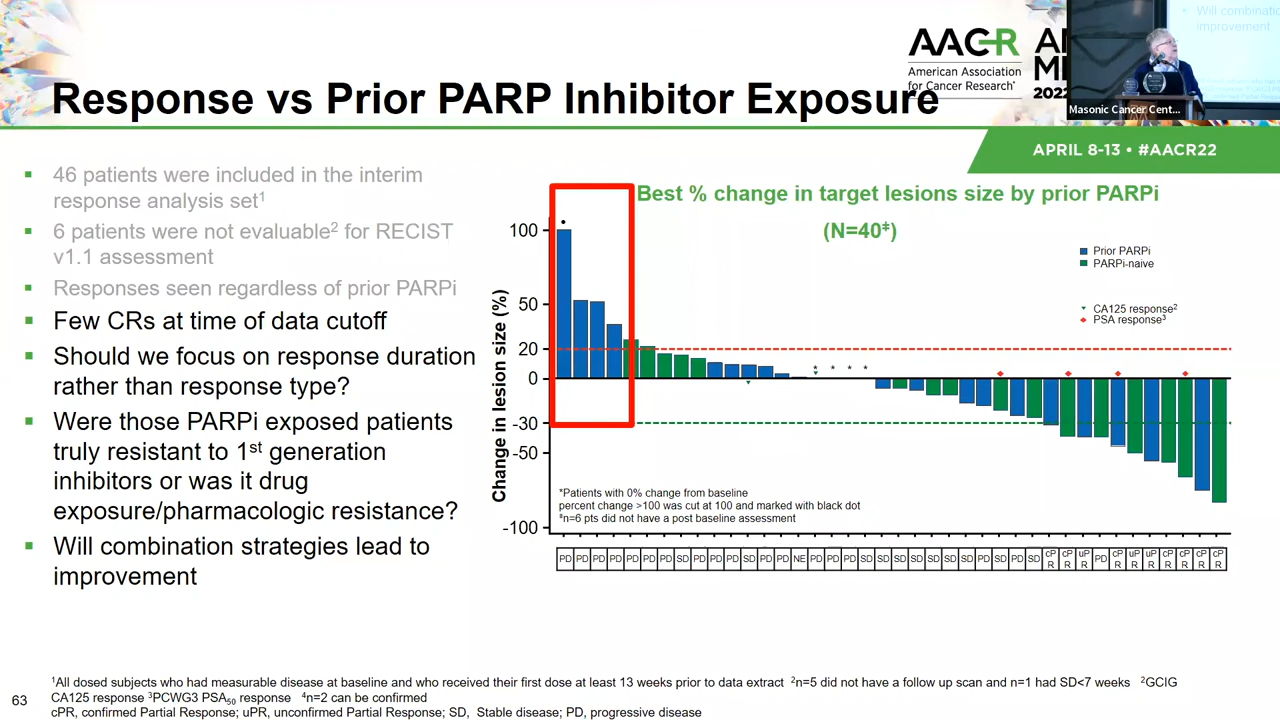 AACR
American Association
for Cancer Research®
2022
Will combination
improvement
Masonic Cancer Cent...
Response vs Prior PARP Inhibitor Exposure
APRIL 8-13 • #AACR22
▪ 46 patients were included in the interim
response analysis set1
▪ 6 patients were not evaluable2 for RECIST
v1.1 assessment
▪ Responses seen regardless of prior PARPi
▪ Few CRs at time of data cutoff
▪ Should we focus on response duration
rather than response type?
▪ Were those PARPi exposed patients
truly resistant to 1st generation
inhibitors or was it drug
exposure/pharmacologic resistance?
▪ Will combination strategies lead to
improvement
Best % change in target lesions size by prior PARPi
(N=40‡)
Prior PARPi
PARPi-naive
CA125 response2
PSA response3
Change in lesion size (%)
100
50
20
0
-30
-50
-100
* * * *
*Patients with 0% change from baseline
percent change >100 was cut at 100 and marked with black dot
‡n=6 pts did not have a post baseline assessment
PD PD PD PD PD PD PD SD PD PD PD SD PD PD NE PD PD PD SD SD SD SD SD SD SD PD SD PD SD cPR cPR uPR PD cPR uPR uPR cPR cPR cPR cPR
1All dosed subjects who had measurable disease at baseline and who received their first dose at least 13 weeks prior to data extract 2n=5 did not have a follow up scan and n=1 had SD<7 weeks 2GCIG
CA125 response 3PCWG3 PSA50 response 4n=2 can be confirmed
cPR, confirmed Partial Response; uPR, unconfirmed Partial Response; SD, Stable disease; PD, progressive disease
63